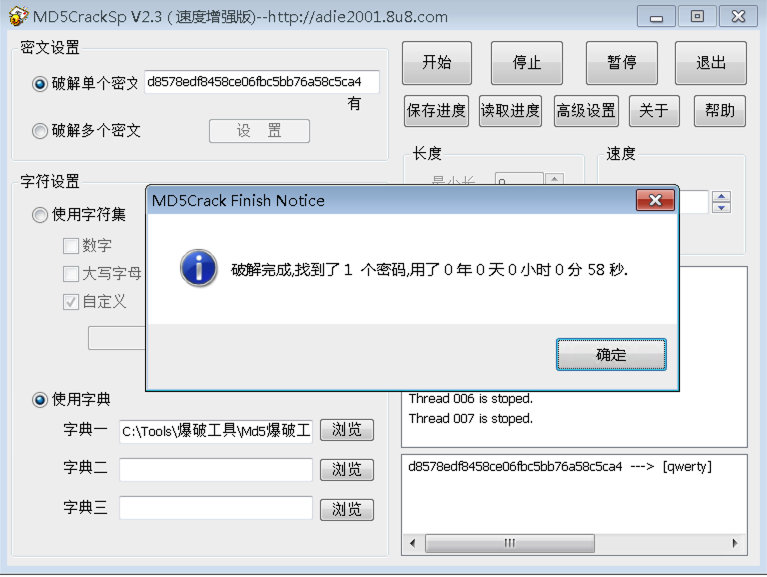 MD5CrackSp V2.3 ( 速度增强版)--http://adie2001.8u8.com
密文设置
破解单个密文 d8578edf8458ce06fbc5bb76a58c5ca4
有
破解多个密文 设 置
开始 停止 暂停 退出
保存进度 读取进度 高级设置 关于 帮助
长度 速度
最小长
字符设置
使用字符集
数字
大写字母
自定义
MD5Crack Finish Notice
破解完成,找到了 1 个密码,用了 0 年 0 天 0 小时 0 分 58 秒.
确定
使用字典
字典一 C:\Tools\爆破工具\Md5爆破工 浏览
字典二 浏览
字典三 浏览
Thread 006 is stoped.
Thread 007 is stoped.
d8578edf8458ce06fbc5bb76a58c5ca4 ---> [qwerty]